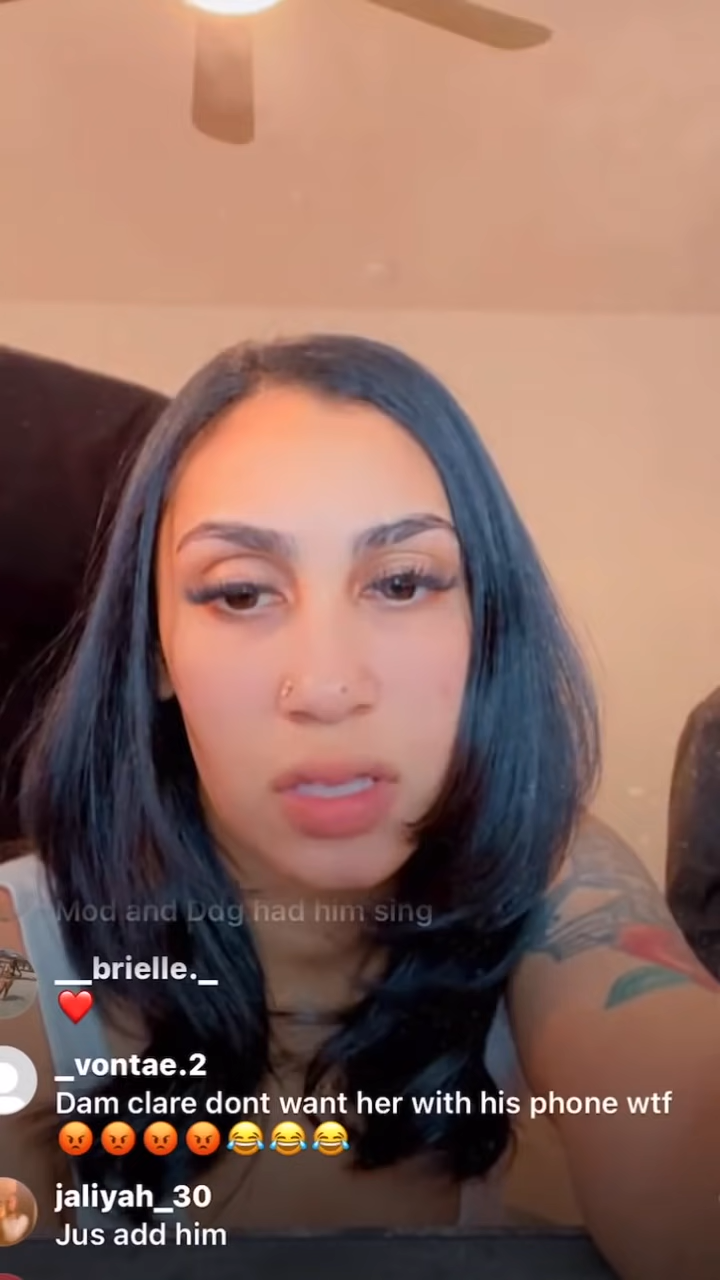 Mod and Ddg had him sing
__brielle._
❤️
_vontae.2
Dam clare dont want her with his phone wtf
😡😡😡😡😂😂😂
jaliyah_30
Jus add him